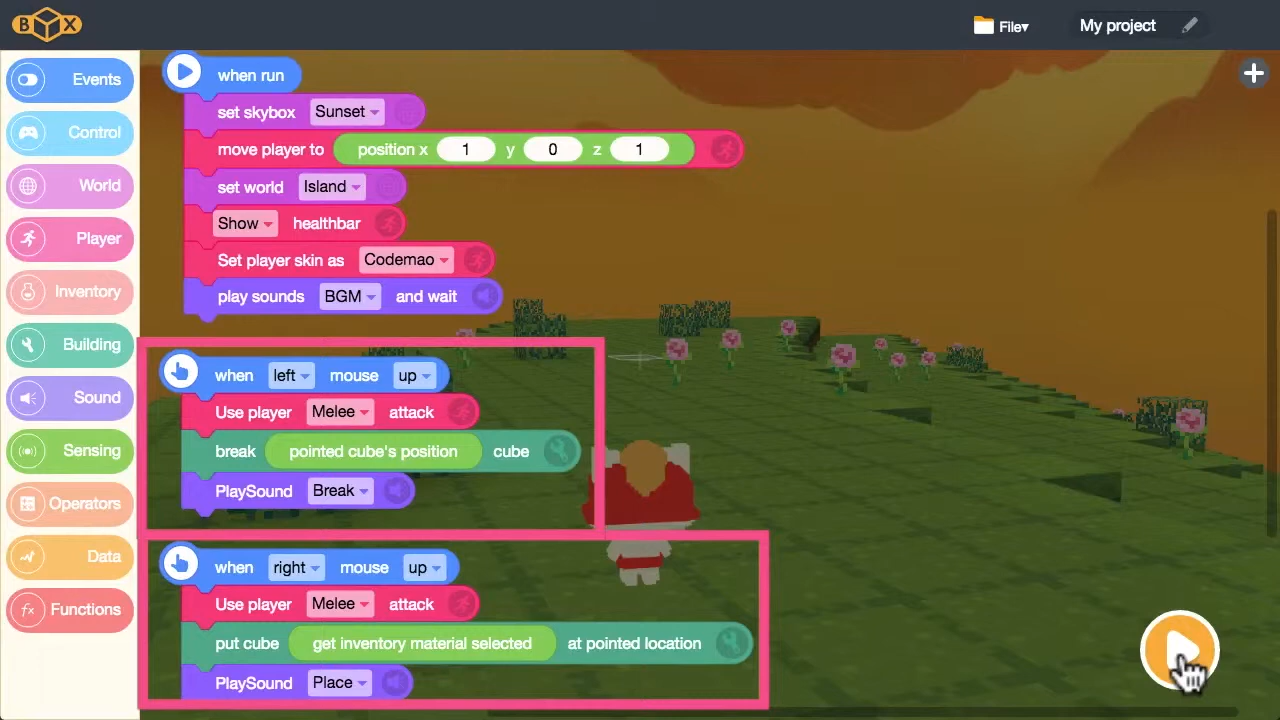 B X
File▾
My project
Events
Control
World
Player
Inventory
Building
Sound
Sensing
Operators
Data
fx Functions
when run
set skybox Sunset
move player to position x 1 y 0 z 1
set world Island
Show healthbar
Set player skin as Codemao
play sounds BGM and wait
when left mouse up
Use player Melee attack
break pointed cube's position cube
PlaySound Break
when right mouse up
Use player Melee attack
put cube get inventory material selected at pointed location
PlaySound Place